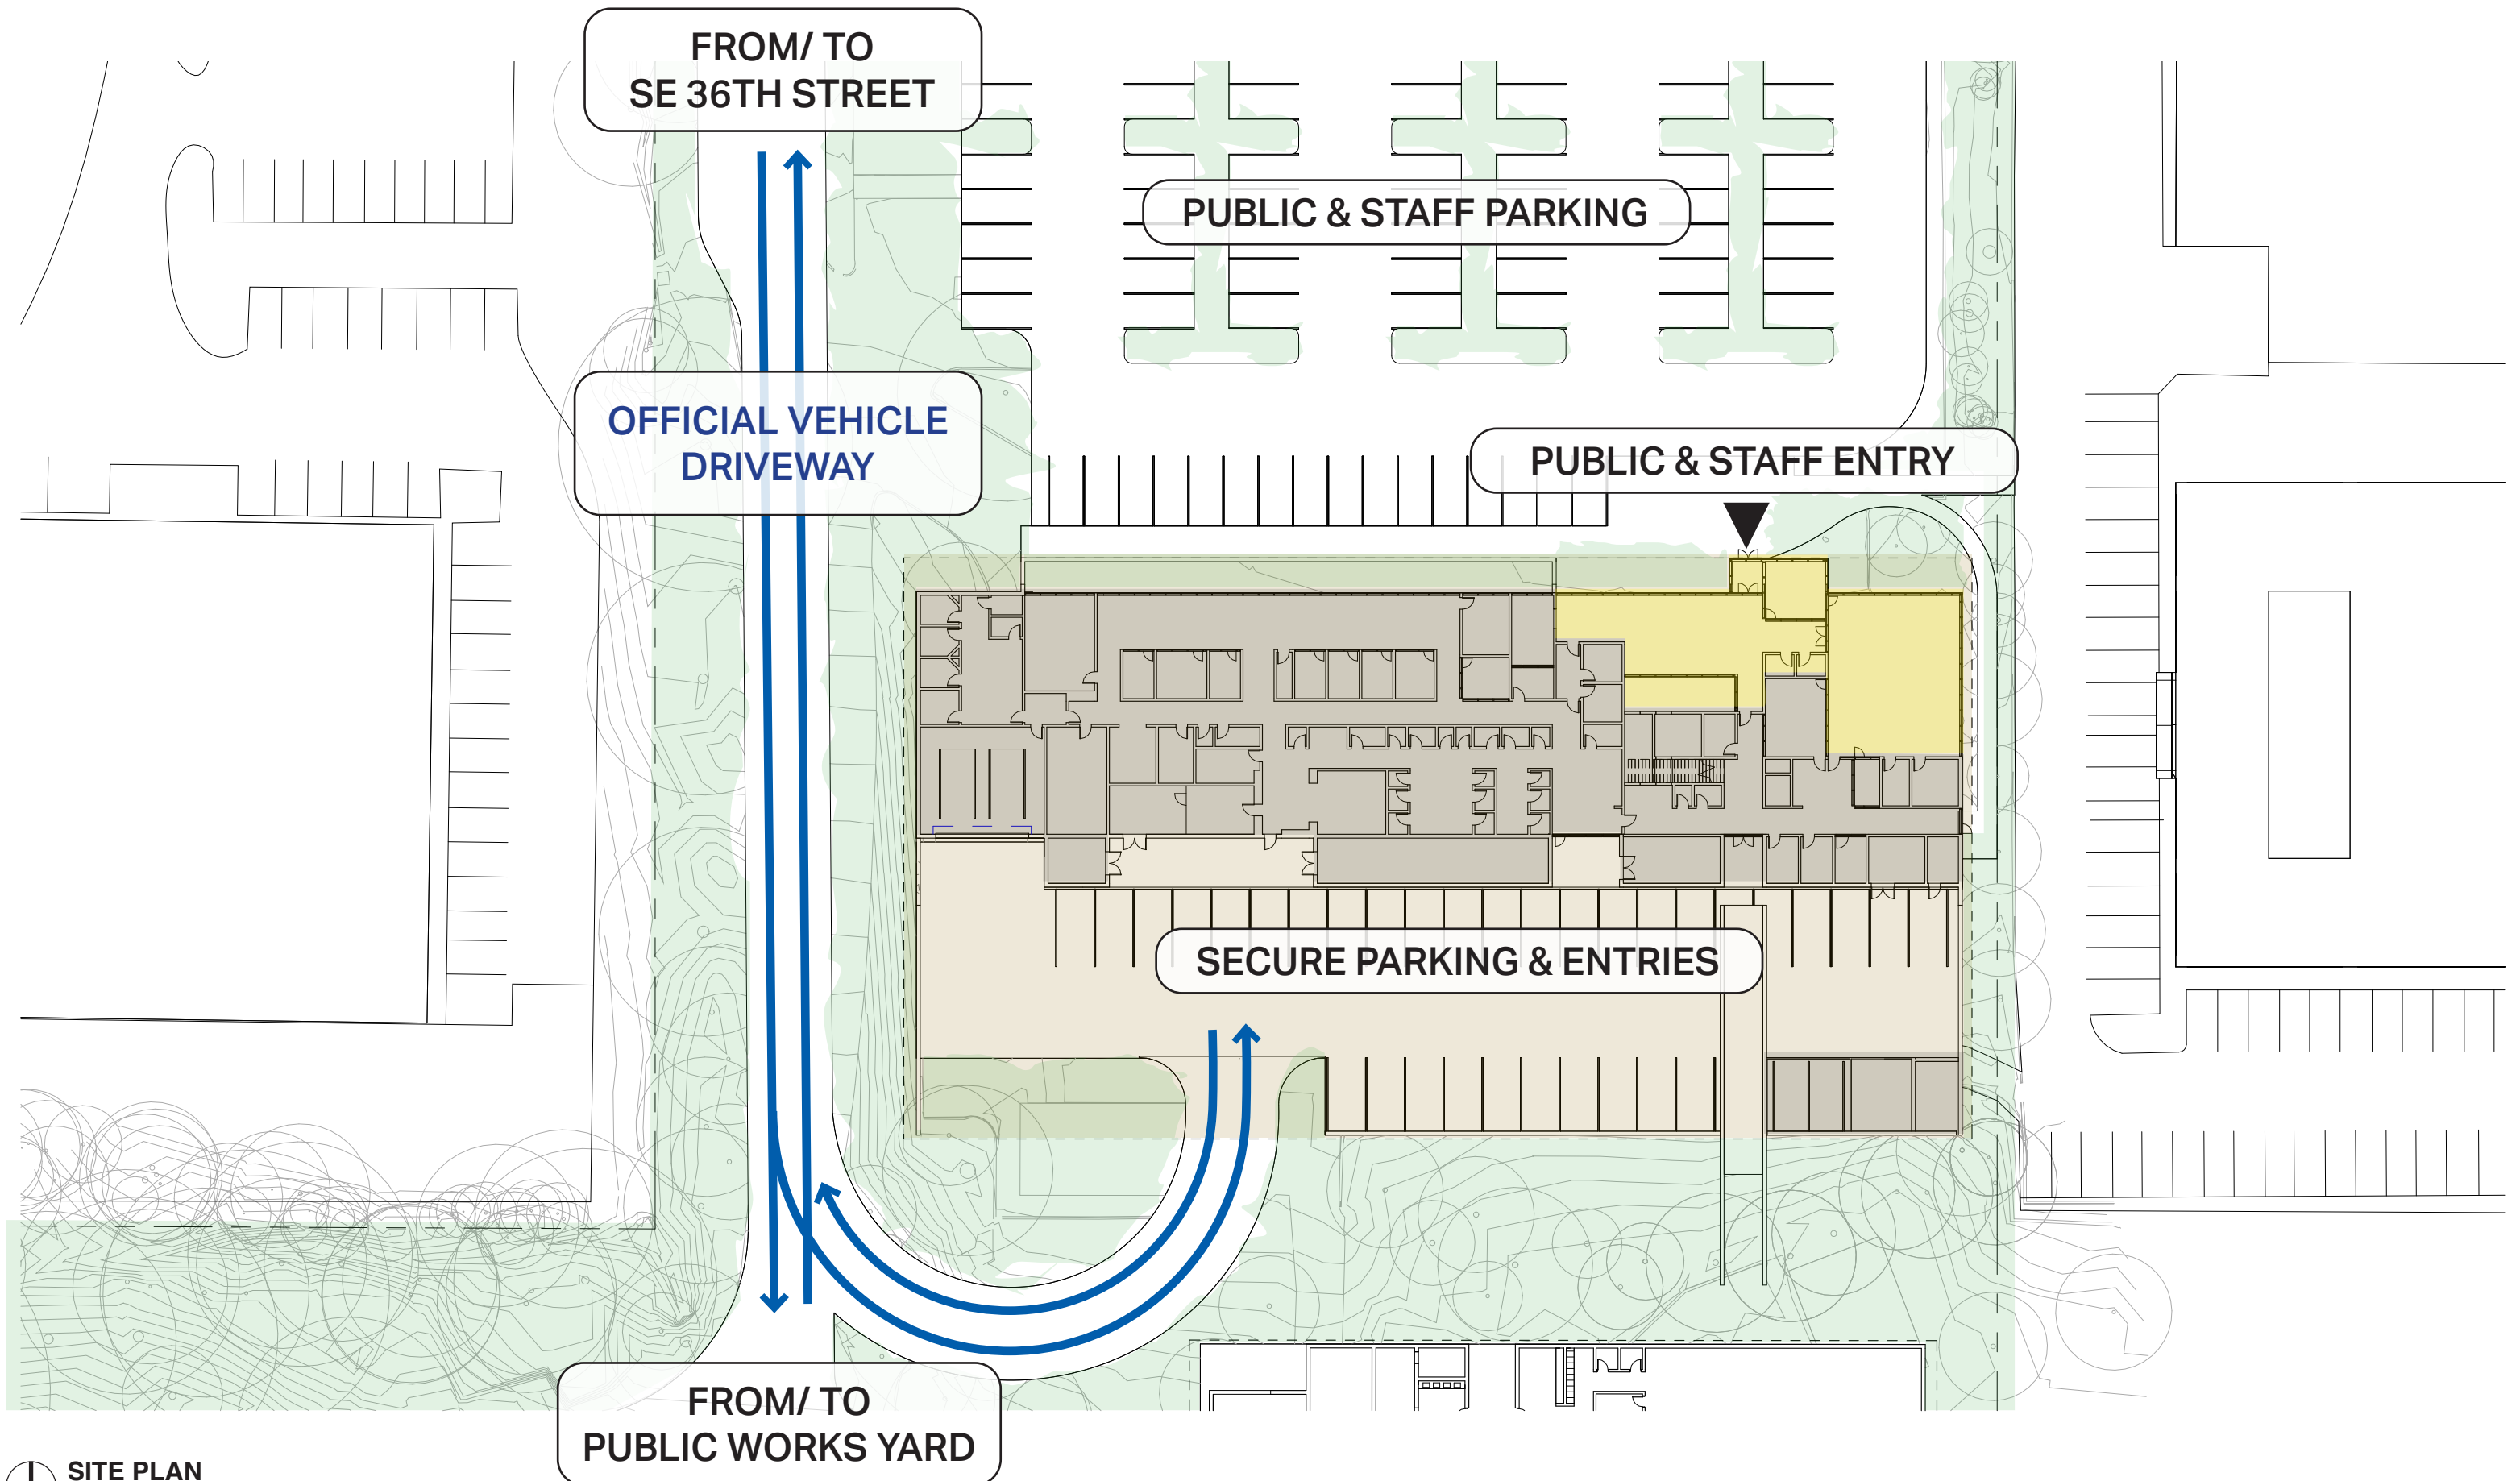 FROM/ TO
SE 36TH STREET
PUBLIC & STAFF PARKING
OFFICIAL VEHICLE
DRIVEWAY
PUBLIC & STAFF ENTRY
SECURE PARKING & ENTRIES
FROM/ TO
PUBLIC WORKS YARD
SITE PLAN